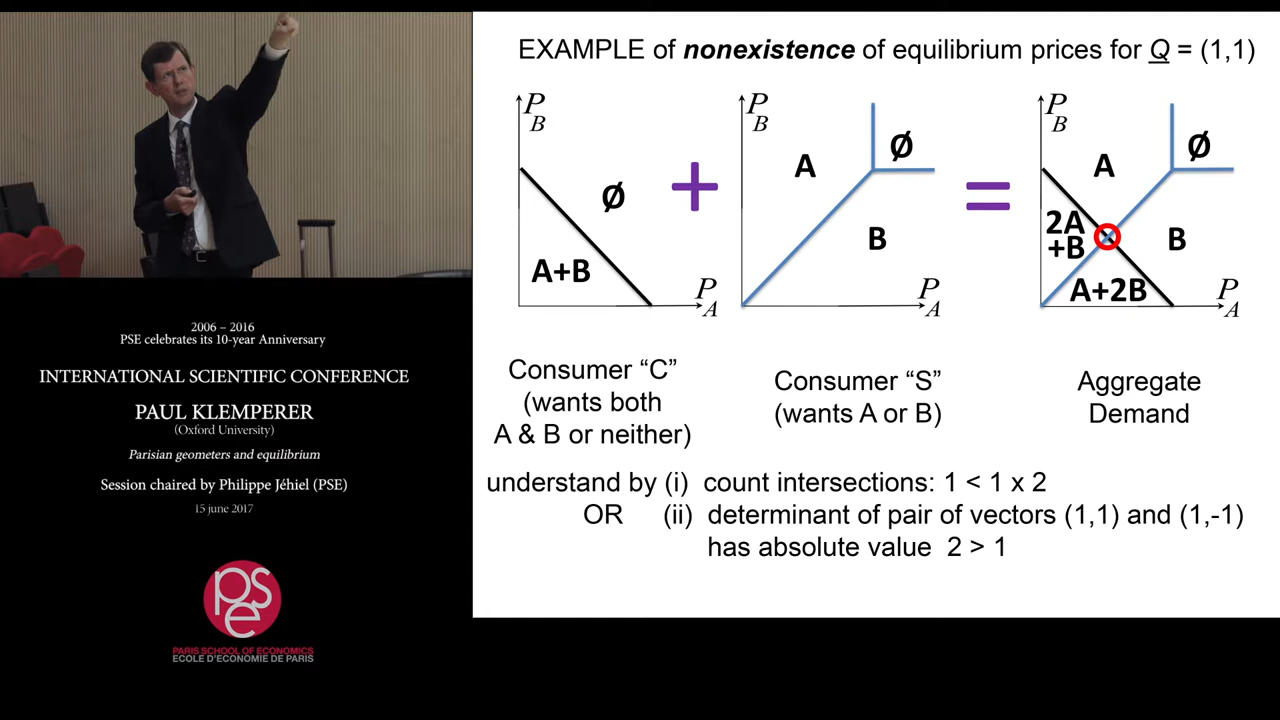 EXAMPLE of nonexistence of equilibrium prices for Q = (1,1)
P
B
Ø
A+B
P
A
+
P
B
A
Ø
B
P
A
=
P
B
A
Ø
2A
+B
B
A+2B
P
A
Consumer “C”
(wants both
A & B or neither)
Consumer “S”
(wants A or B)
Aggregate
Demand
understand by (i) count intersections: 1 < 1 x 2
OR (ii) determinant of pair of vectors (1,1) and (1,-1)
has absolute value 2 > 1
2006 – 2016
PSE celebrates its 10-year Anniversary
INTERNATIONAL SCIENTIFIC CONFERENCE
PAUL KLEMPERER
(Oxford University)
Parisian geometers and equilibrium
Session chaired by Philippe Jéhiel (PSE)
15 june 2017
pse
PARIS SCHOOL OF ECONOMICS
ECOLE D'ECONOMIE DE PARIS